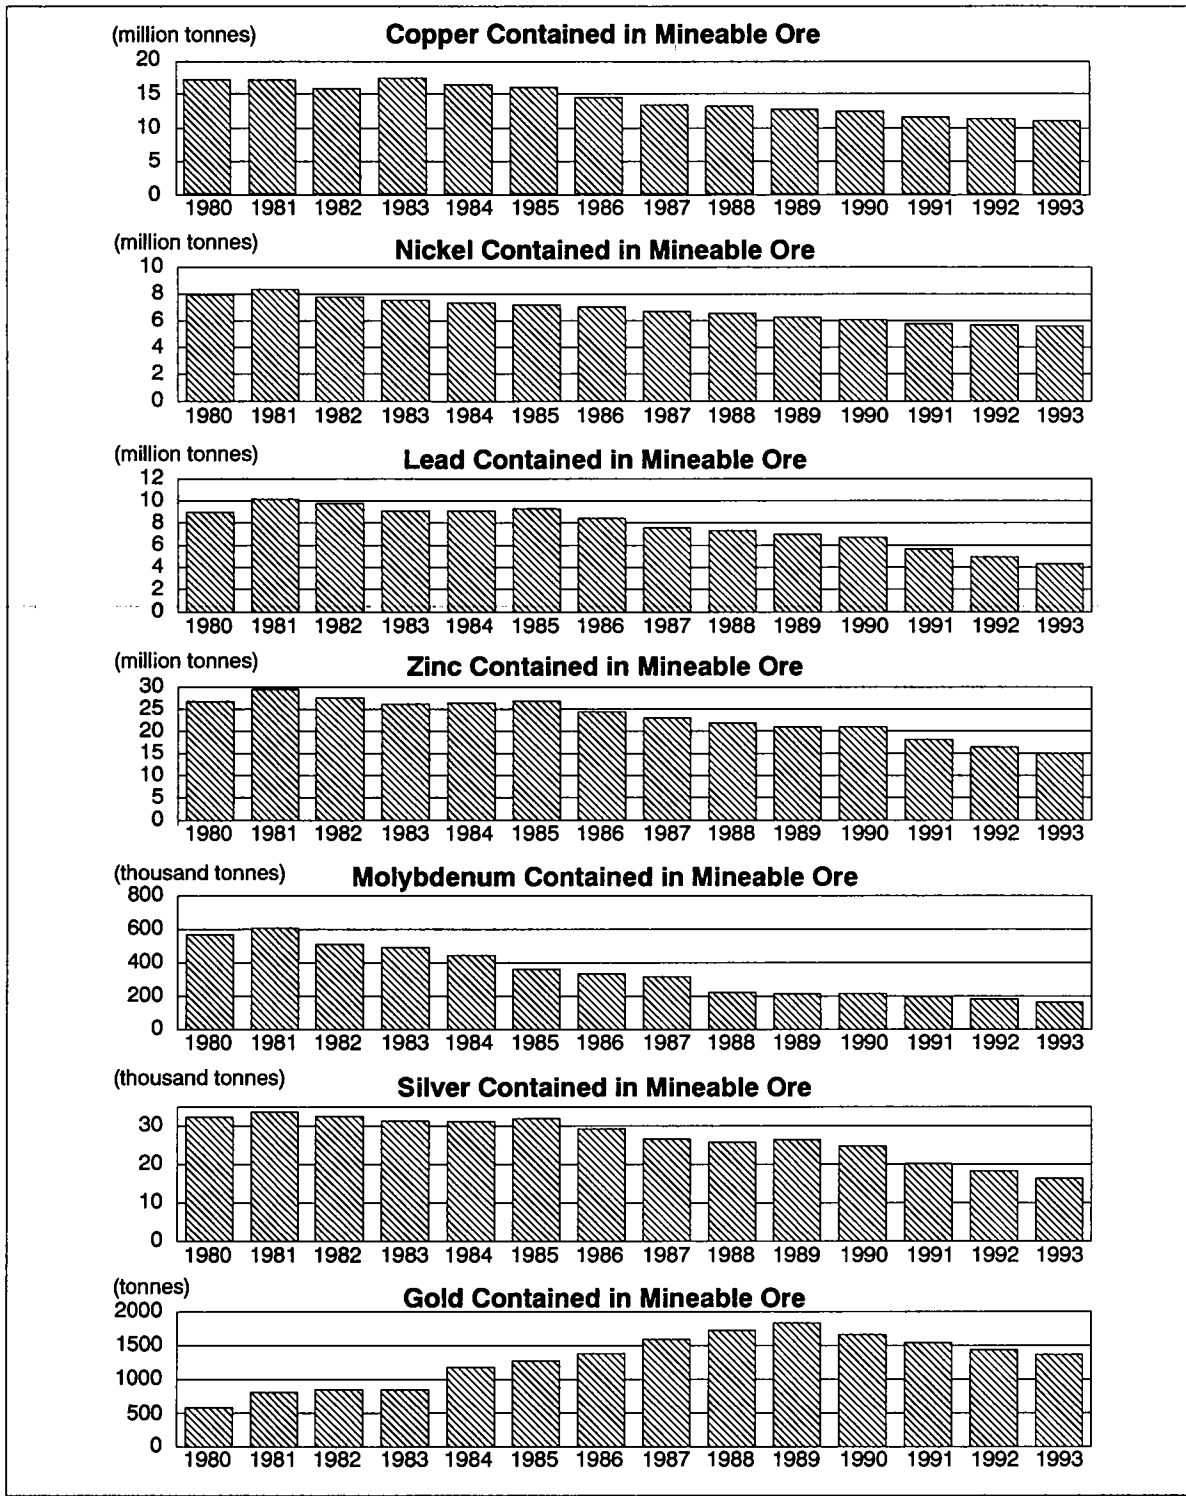 (million tonnes) Copper Contained in Mineable Ore
20
15
10
5
0
1980 1981 1982 1983 1984 1985 1986 1987 1988 1989 1990 1991 1992 1993
(million tonnes) Nickel Contained in Mineable Ore
10
8
6
4
2
0
1980 1981 1982 1983 1984 1985 1986 1987 1988 1989 1990 1991 1992 1993
(million tonnes) Lead Contained in Mineable Ore
12
10
8
6
4
2
0
1980 1981 1982 1983 1984 1985 1986 1987 1988 1989 1990 1991 1992 1993
(million tonnes) Zinc Contained in Mineable Ore
30
25
20
15
10
5
0
1980 1981 1982 1983 1984 1985 1986 1987 1988 1989 1990 1991 1992 1993
(thousand tonnes) Molybdenum Contained in Mineable Ore
800
600
400
200
0
1980 1981 1982 1983 1984 1985 1986 1987 1988 1989 1990 1991 1992 1993
(thousand tonnes) Silver Contained in Mineable Ore
30
20
10
0
1980 1981 1982 1983 1984 1985 1986 1987 1988 1989 1990 1991 1992 1993
(tonnes) Gold Contained in Mineable Ore
2000
1500
1000
500
0
1980 1981 1982 1983 1984 1985 1986 1987 1988 1989 1990 1991 1992 1993